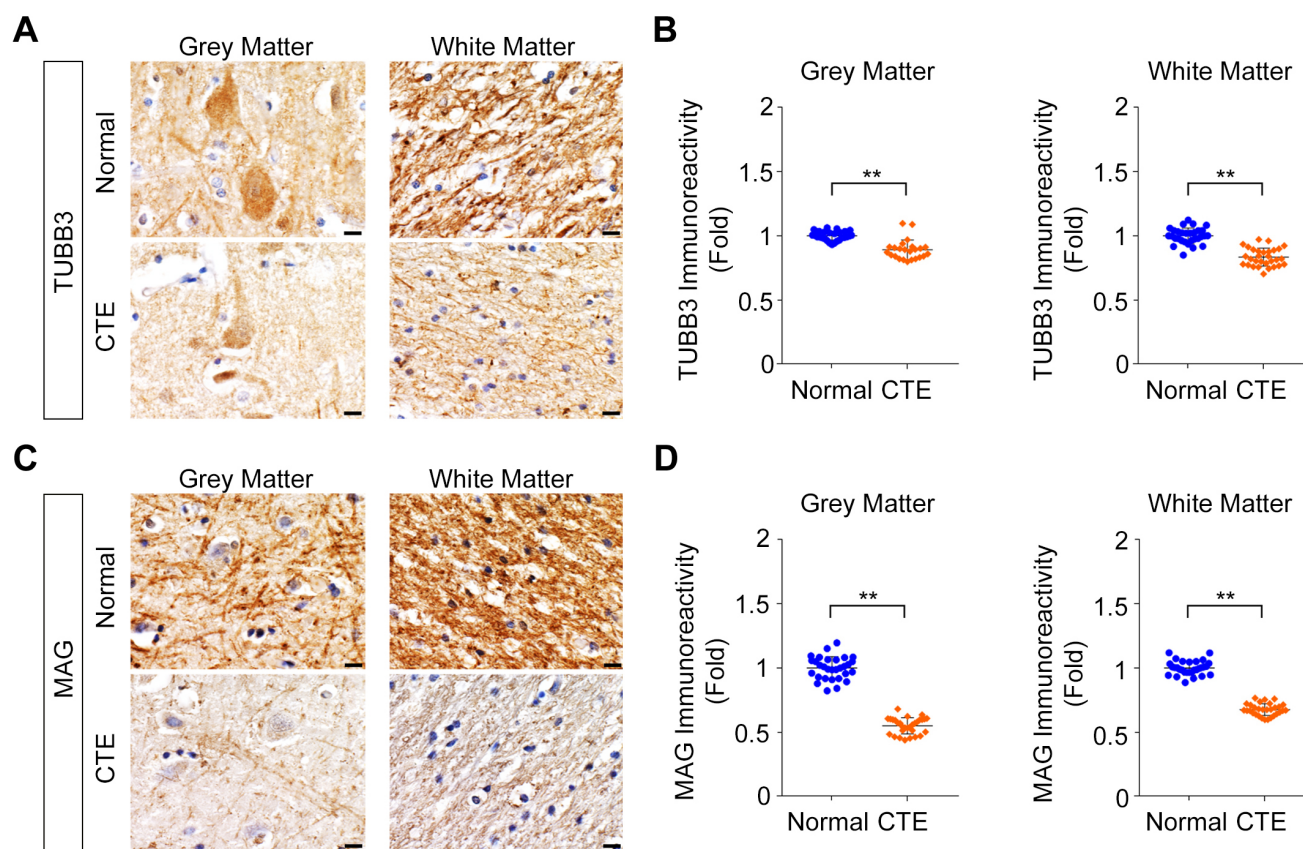 A
Grey Matter
White Matter
TUBB3
Normal
CTE
B
Grey Matter
TUBB3 Immunoreactivity
(Fold)
2
1.5
1
0.5
0
**
Normal CTE
White Matter
TUBB3 Immunoreactivity
(Fold)
2
1.5
1
0.5
0
**
Normal CTE
C
Grey Matter
White Matter
MAG
Normal
CTE
D
Grey Matter
MAG Immunoreactivity
(Fold)
2
1.5
1
0.5
0
**
Normal CTE
White Matter
MAG Immunoreactivity
(Fold)
2
1.5
1
0.5
0
**
Normal CTE